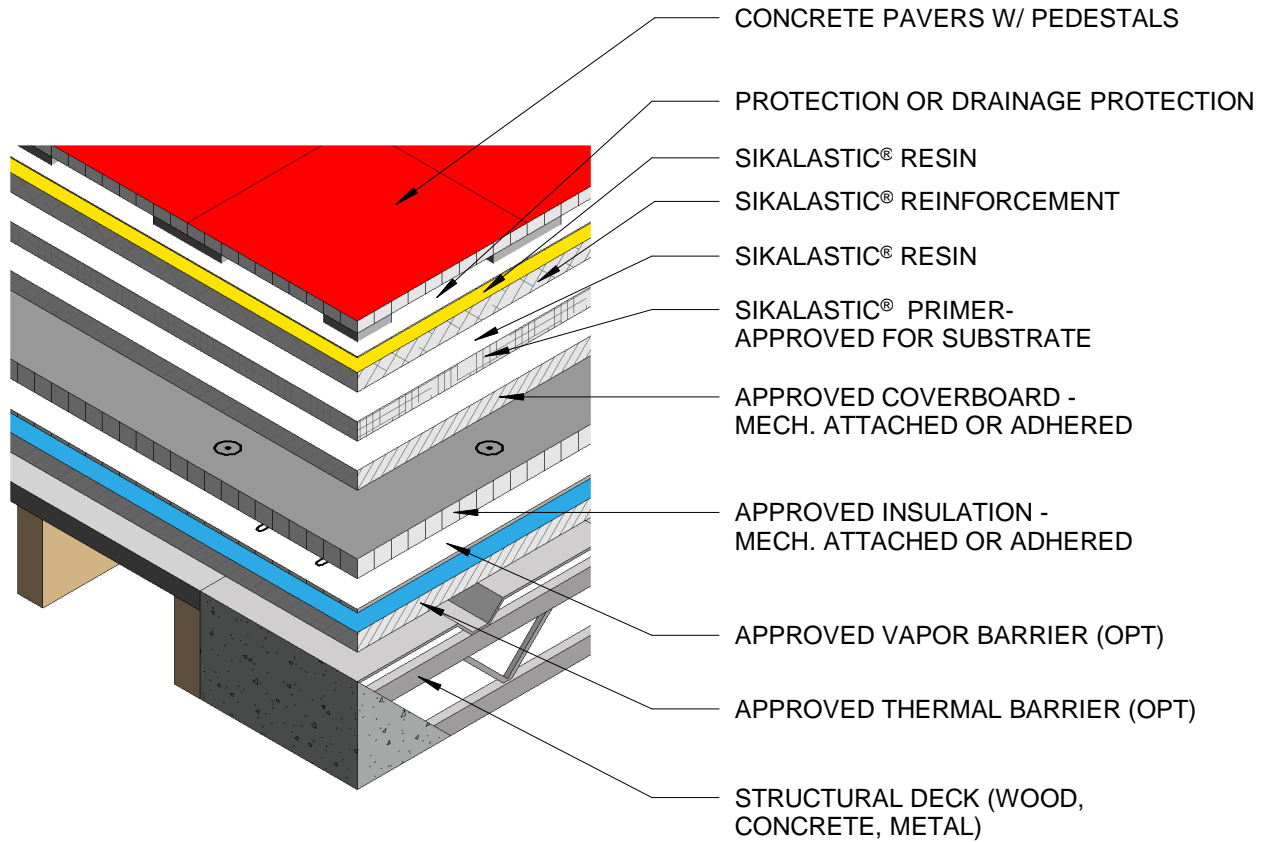 CONCRETE PAVERS W/ PEDESTALS
PROTECTION OR DRAINAGE PROTECTION
SIKALASTIC® RESIN
SIKALASTIC® REINFORCEMENT
SIKALASTIC® RESIN
SIKALASTIC® PRIMER-
APPROVED FOR SUBSTRATE
APPROVED COVERBOARD -
MECH. ATTACHED OR ADHERED
APPROVED INSULATION -
MECH. ATTACHED OR ADHERED
APPROVED VAPOR BARRIER (OPT)
APPROVED THERMAL BARRIER (OPT)
STRUCTURAL DECK (WOOD,
CONCRETE, METAL)